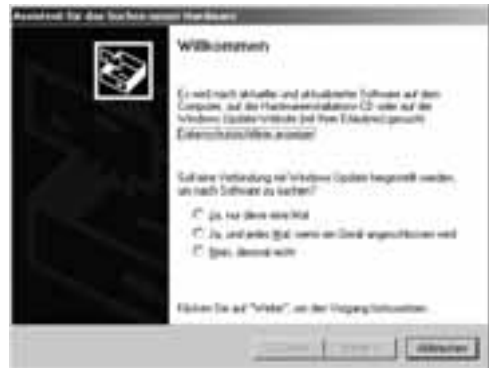 Assistent für das Suchen neuer Hardware
Willkommen
Es wird nach aktueller und aktualisierter Software auf dem
Computer, auf der Hardwareinstallations-CD oder auf der
Windows Update-Website (mit Ihrer Erlaubnis) gesucht.
Datenschutzrichtlinie anzeigen
Soll eine Verbindung mit Windows Update hergestellt werden,
um nach Software zu suchen?
Ja, nur diese eine Mal
Ja, und jedes Mal, wenn ein Gerät angeschlossen wird
Nein, diesmal nicht
Klicken Sie auf "Weiter", um den Vorgang fortzusetzen.
Abbrechen